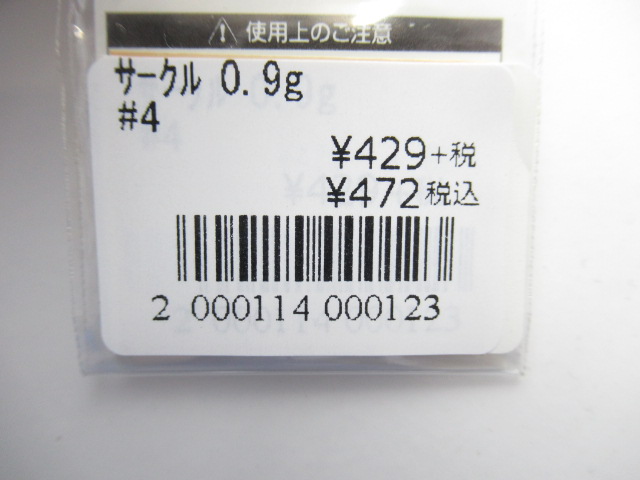 ⚠ 使用上のご注意
ｻｰｸﾙ 0.9g
#4
¥429+税
¥472税込
2 000114 000123